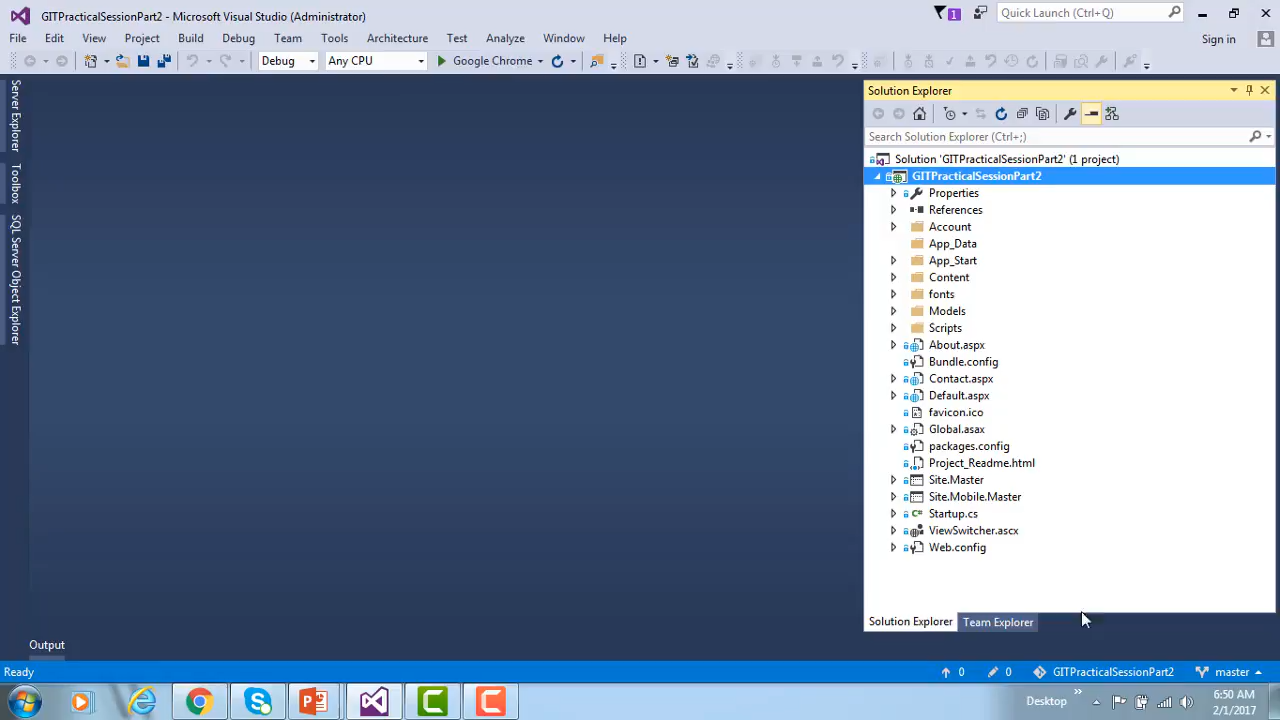 GITPracticalSessionPart2 - Microsoft Visual Studio (Administrator)
1
Quick Launch (Ctrl+Q)
File Edit View Project Build Debug Team Tools Architecture Test Analyze Window Help
Sign in
Debug Any CPU Google Chrome
Server Explorer
Toolbox
SQL Server Object Explorer
Solution Explorer
Search Solution Explorer (Ctrl+;)
Solution 'GITPracticalSessionPart2' (1 project)
GITPracticalSessionPart2
Properties
References
Account
App_Data
App_Start
Content
fonts
Models
Scripts
About.aspx
Bundle.config
Contact.aspx
Default.aspx
favicon.ico
Global.asax
packages.config
Project_Readme.html
Site.Master
Site.Mobile.Master
Startup.cs
ViewSwitcher.ascx
Web.config
Solution Explorer Team Explorer
Output
Ready
0 0 GITPracticalSessionPart2 master
Desktop
6:50 AM
2/1/2017